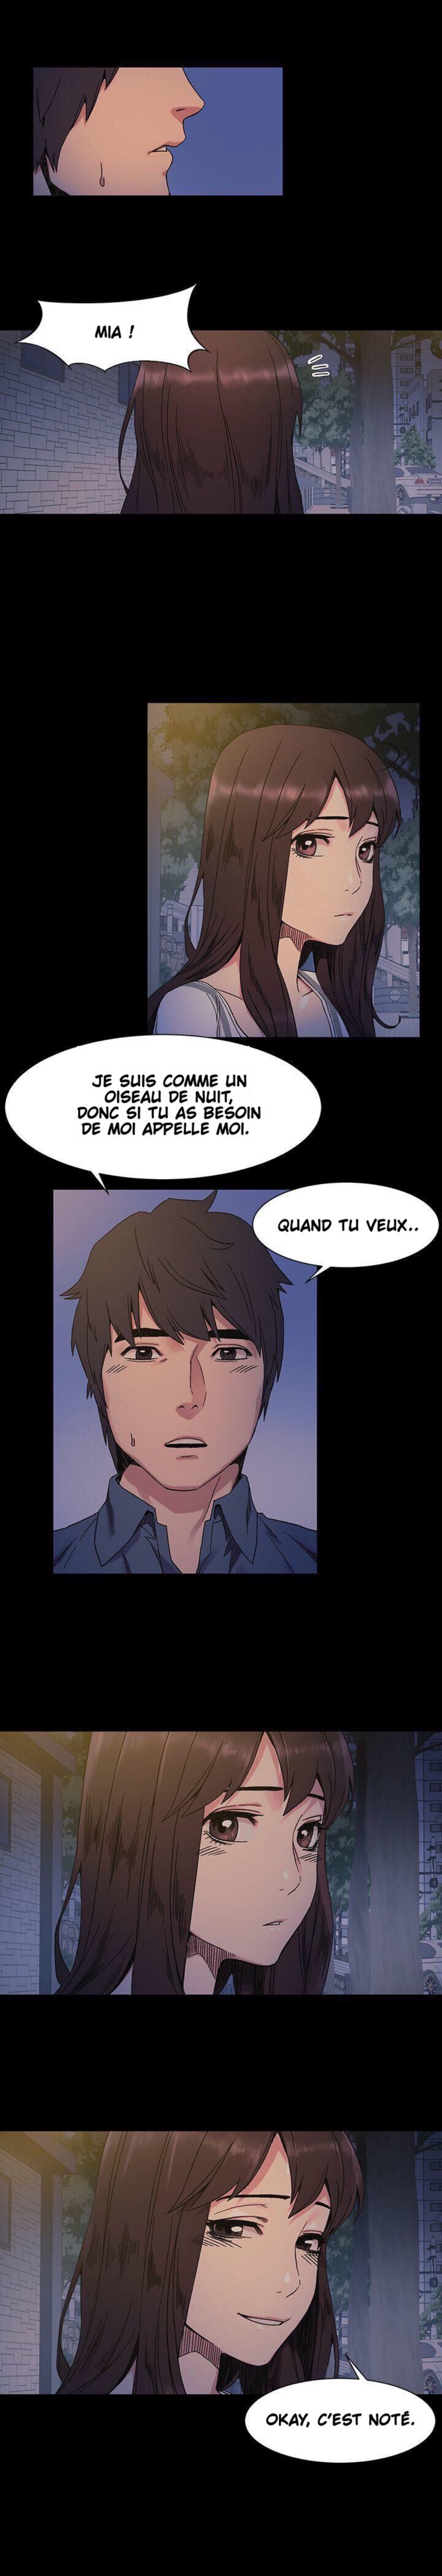 MIA !
JE SUIS COMME UN
OISEAU DE NUIT,
DONC SI TU AS BESOIN
DE MOI APPELLE MOI.
QUAND TU VEUX..
OKAY, C'EST NOTÉ.